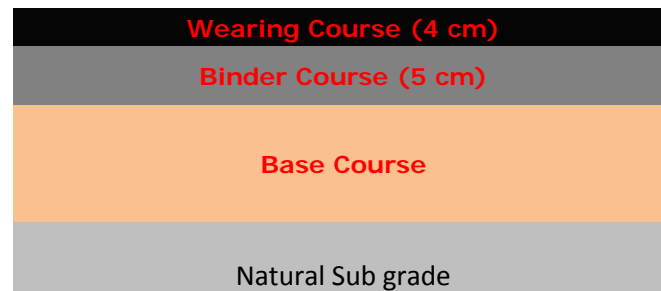 Wearing Course (4 cm)
Binder Course (5 cm)
Base Course
Natural Sub grade